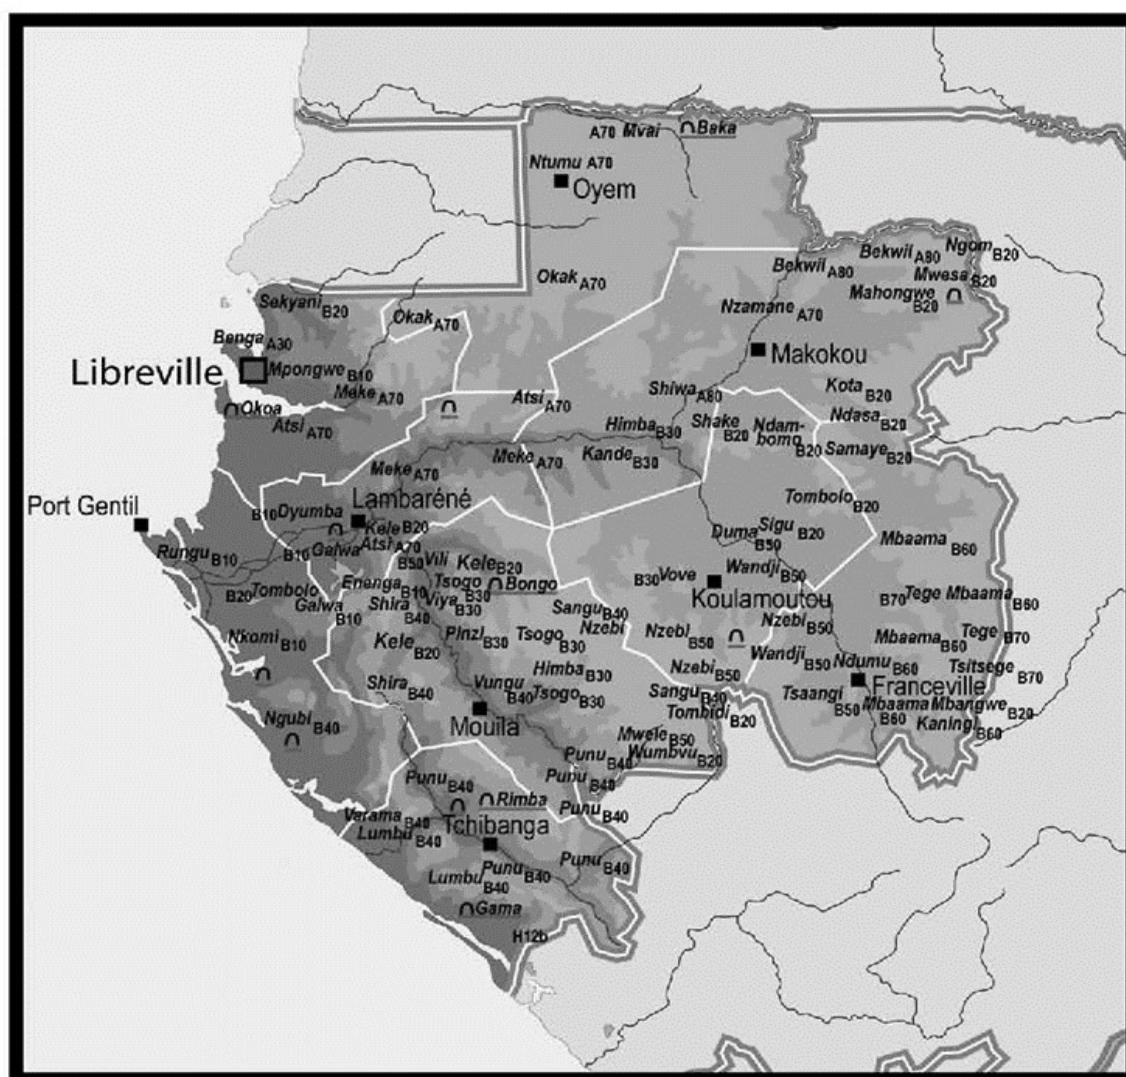 A70 Mvai Baka
Ntumu A70
Oyem
Okak A70
Bekwil A80
Bekwil A80
Ngom B20
Mwesa B20
Mahongwe B20
Nzamane A70
Makokou
Sekyani B20
Okak A70
Benga A30
Libreville
Mpongwe B10
Meke A70
Okoa
Atsi A70
Atsi A70
Shiwa A80
Kota B20
Ndasa B20
Himba B30
Shake B20
Ndam-
bomo B20
Samaye B20
Meke A70
Meke A70
Kande B30
Port Gentil
Lambaréné
B10 Dyumba
Kele B20
Tombolo B20
Duma B50
Sigu B20
Mbaama B60
Rungu B10
B10 Galwa
Atsi A70
B50 Vili
Kele B20
Wandji B50
B30 Vove
Koulamoutou
Enenga B10
Tsogo B30
Bongo
B20 Tombolo
Galwa B10
Shira B40
Viya B30
Sangu B40
Nzebi
B70 Tege
Mbaama B60
Nzebi B50
Nkomi B10
Kele B20
Pinzi B30
Tsogo B30
Nzebi B50
Mbaama B60
Tege B70
Wandji B50
Ndumu B60
Tsitsege B70
Himba B30
Nzebi B50
Shira B40
Vungu B40
Tsogo B30
Sangu B40
Tsaangi B50
Franceville
Mbaama B60
Mbangwe B20
Kaningi B60
Tombidi B20
Mouila
Ngubi B40
Mwele B50
Wumbvu B20
Punu B40
Punu B40
Punu B40
Rimba
Punu B40
Varama B40
Lumbu B40
Tchibanga
Punu B40
Punu B40
Lumbu B40
Gama
H12b